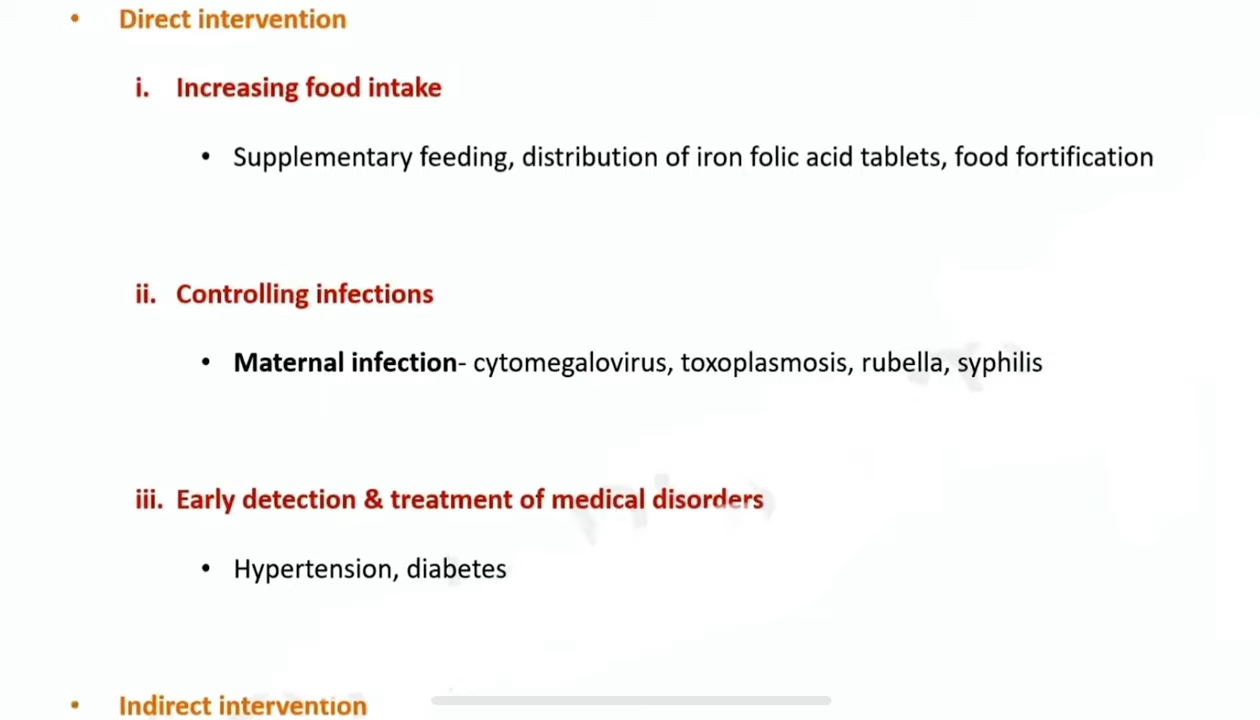 • Direct intervention
i. Increasing food intake
• Supplementary feeding, distribution of iron folic acid tablets, food fortification
ii. Controlling infections
• Maternal infection- cytomegalovirus, toxoplasmosis, rubella, syphilis
iii. Early detection & treatment of medical disorders
• Hypertension, diabetes
• Indirect intervention